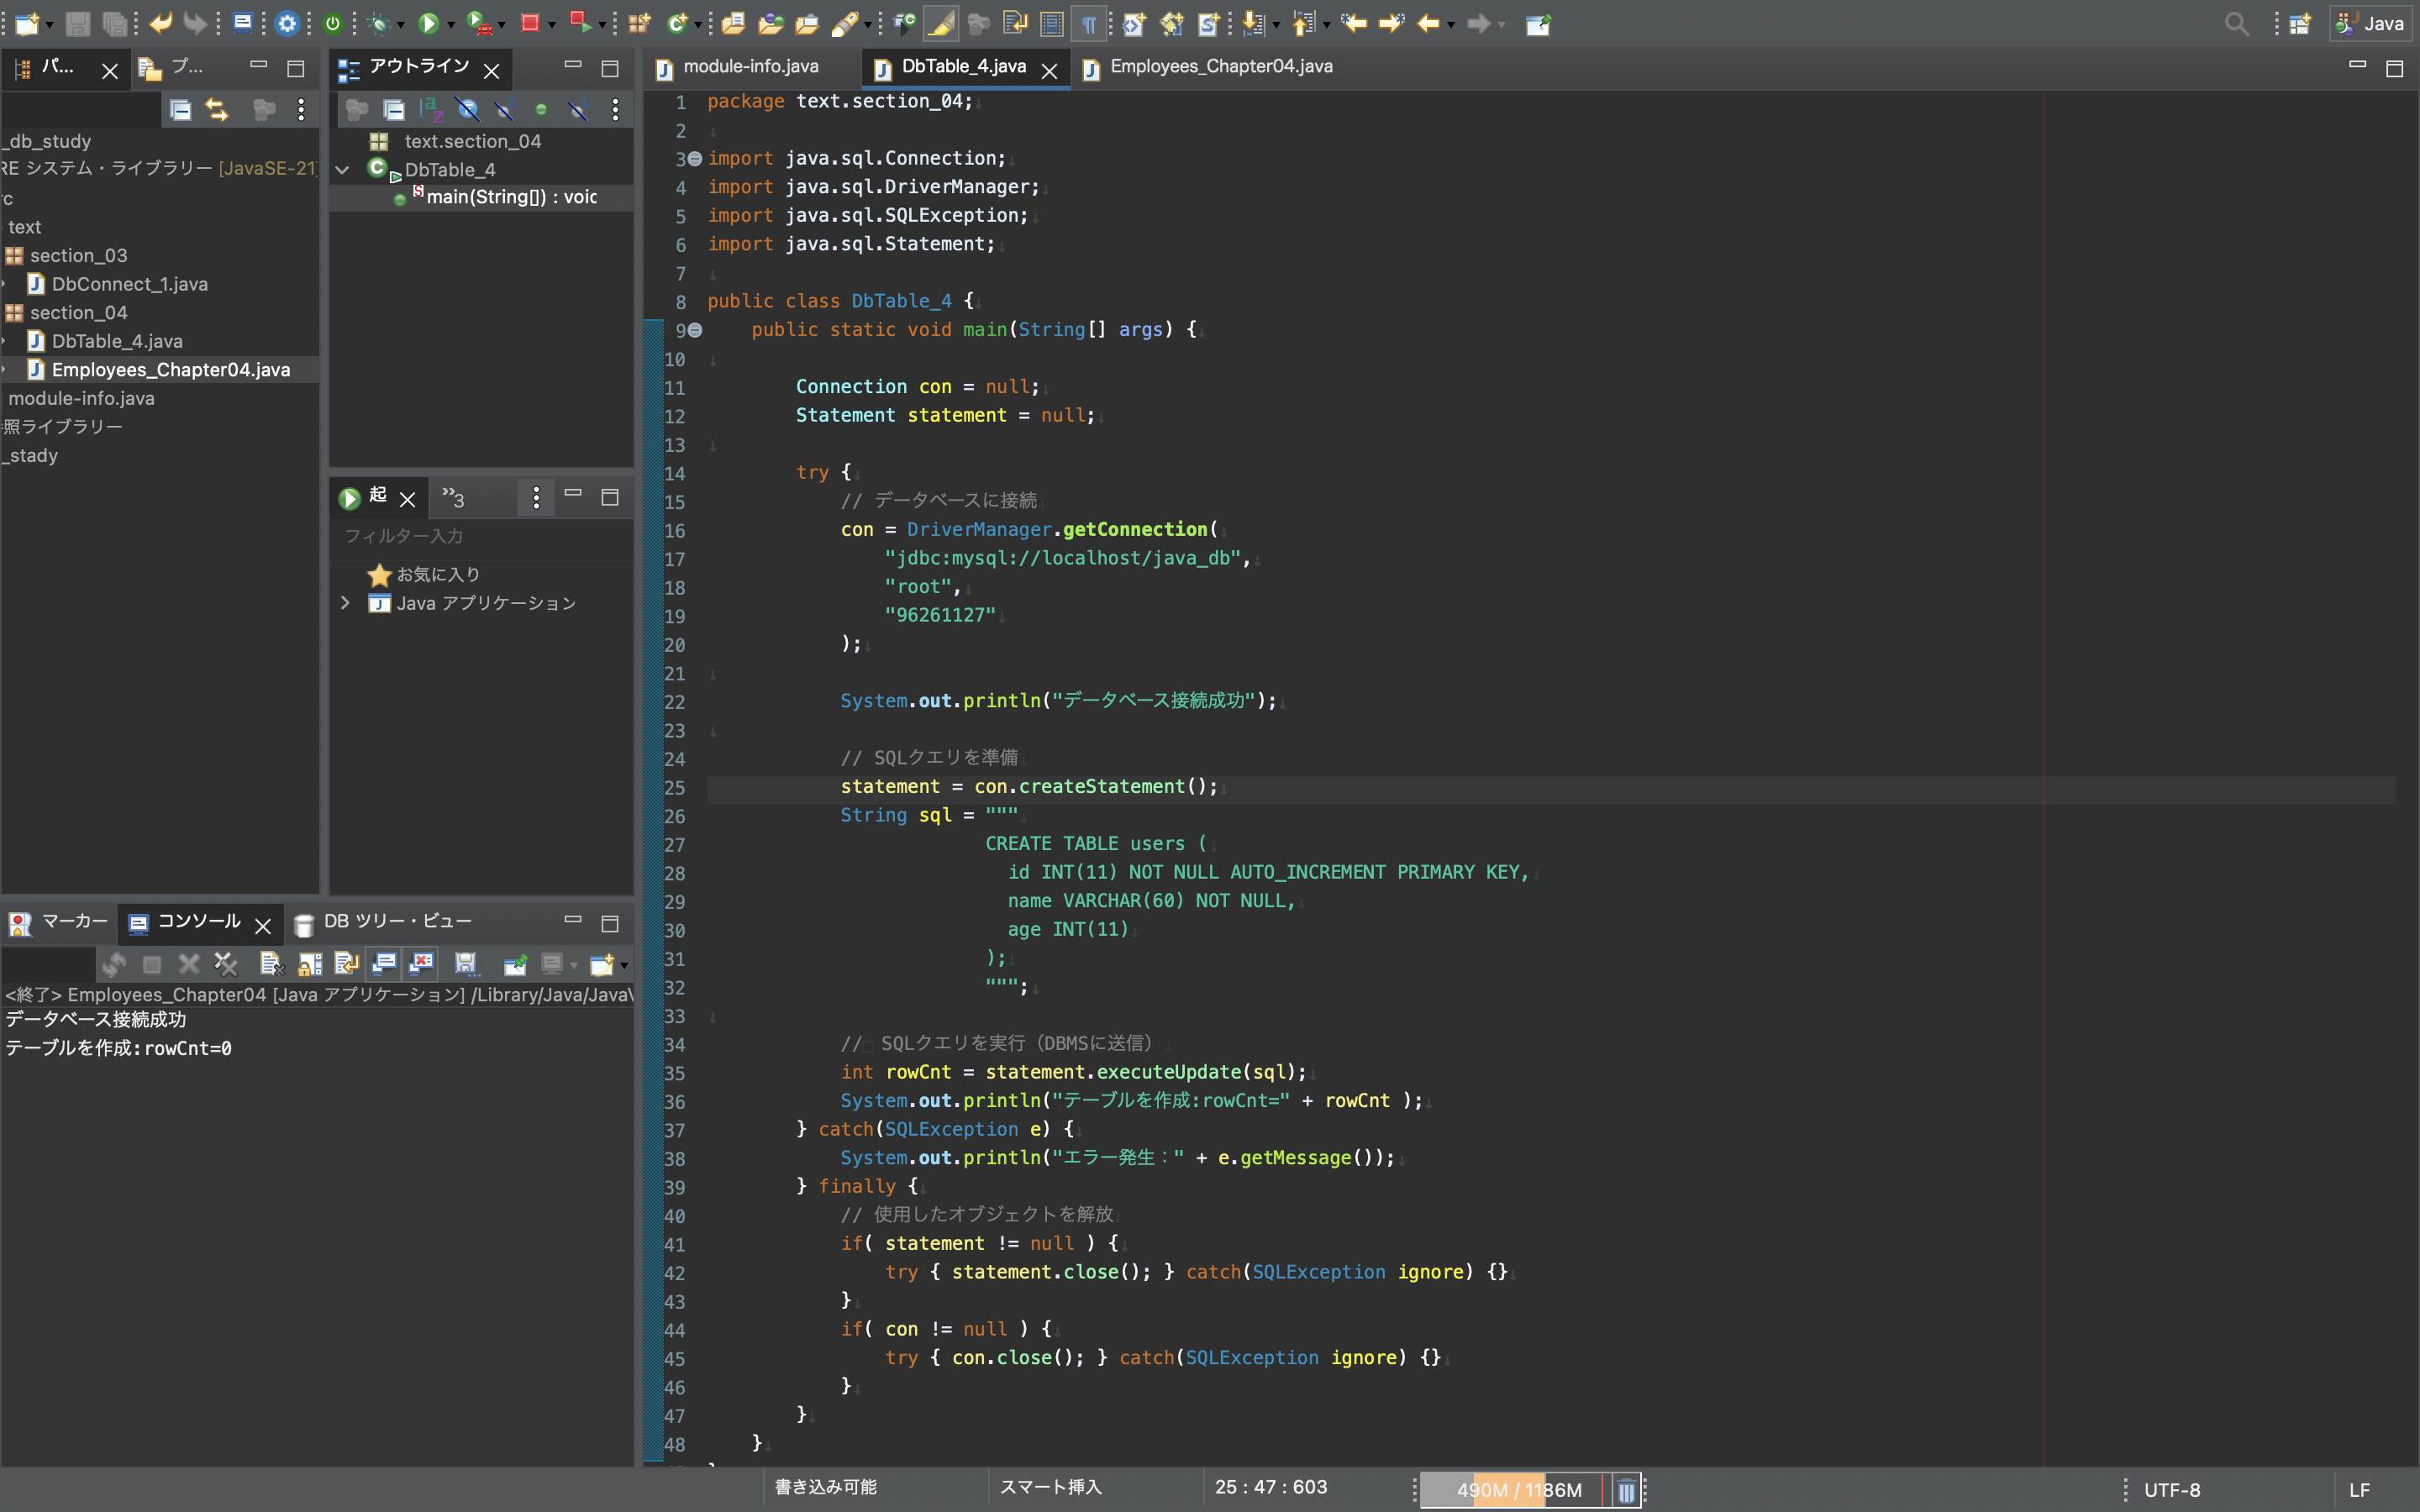 Java
パ...
プ...
_db_study
RE システム・ライブラリー [JavaSE-21]
rc
text
section_03
DbConnect_1.java
section_04
DbTable_4.java
Employees_Chapter04.java
module-info.java
照ライブラリー
_stady
アウトライン
text.section_04
DbTable_4
main(String[]) : voic
起
»3
フィルター入力
お気に入り
Java アプリケーション
マーカー
コンソール
DB ツリー・ビュー
<終了> Employees_Chapter04 [Java アプリケーション] /Library/Java/Java
データベース接続成功
テーブルを作成:rowCnt=0
module-info.java
DbTable_4.java
Employees_Chapter04.java
1 package text.section_04;
2
3 import java.sql.Connection;
4 import java.sql.DriverManager;
5 import java.sql.SQLException;
6 import java.sql.Statement;
7
8 public class DbTable_4 {
9 public static void main(String[] args) {
10
11 Connection con = null;
12 Statement statement = null;
13
14 try {
15 // データベースに接続
16 con = DriverManager.getConnection(
17 "jdbc:mysql://localhost/java_db",
18 "root",
19 "96261127"
20 );
21
22 System.out.println("データベース接続成功");
23
24 // SQLクエリを準備
25 statement = con.createStatement();
26 String sql = """
27 CREATE TABLE users (
28 id INT(11) NOT NULL AUTO_INCREMENT PRIMARY KEY,
29 name VARCHAR(60) NOT NULL,
30 age INT(11)
31 );
32 """;
33
34 //　SQLクエリを実行（DBMSに送信）
35 int rowCnt = statement.executeUpdate(sql);
36 System.out.println("テーブルを作成:rowCnt=" + rowCnt );
37 } catch(SQLException e) {
38 System.out.println("エラー発生：" + e.getMessage());
39 } finally {
40 // 使用したオブジェクトを解放
41 if( statement != null ) {
42 try { statement.close(); } catch(SQLException ignore) {}
43 }
44 if( con != null ) {
45 try { con.close(); } catch(SQLException ignore) {}
46 }
47 }
48 }
書き込み可能
スマート挿入
25 : 47 : 603
490M / 1186M
UTF-8
LF